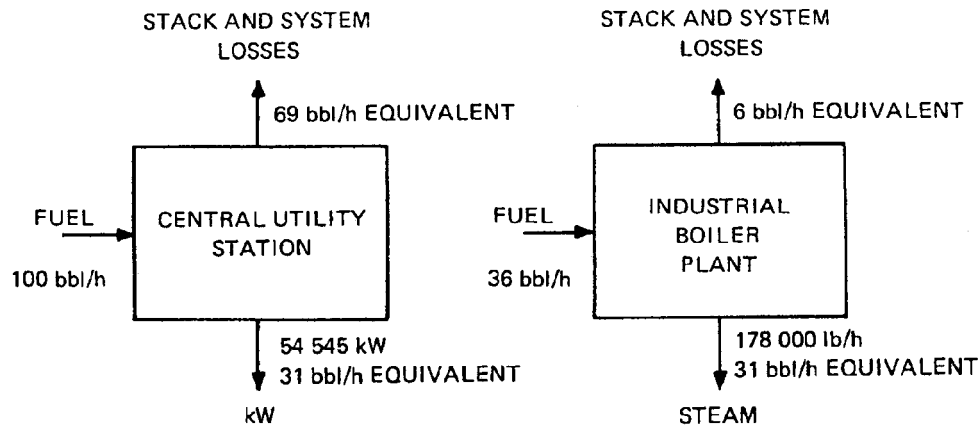 STACK AND SYSTEM
LOSSES
69 bbl/h EQUIVALENT
FUEL
100 bbl/h
CENTRAL UTILITY
STATION
54 545 kW
31 bbl/h EQUIVALENT
kW
STACK AND SYSTEM
LOSSES
6 bbl/h EQUIVALENT
FUEL
36 bbl/h
INDUSTRIAL
BOILER
PLANT
178 000 lb/h
31 bbl/h EQUIVALENT
STEAM